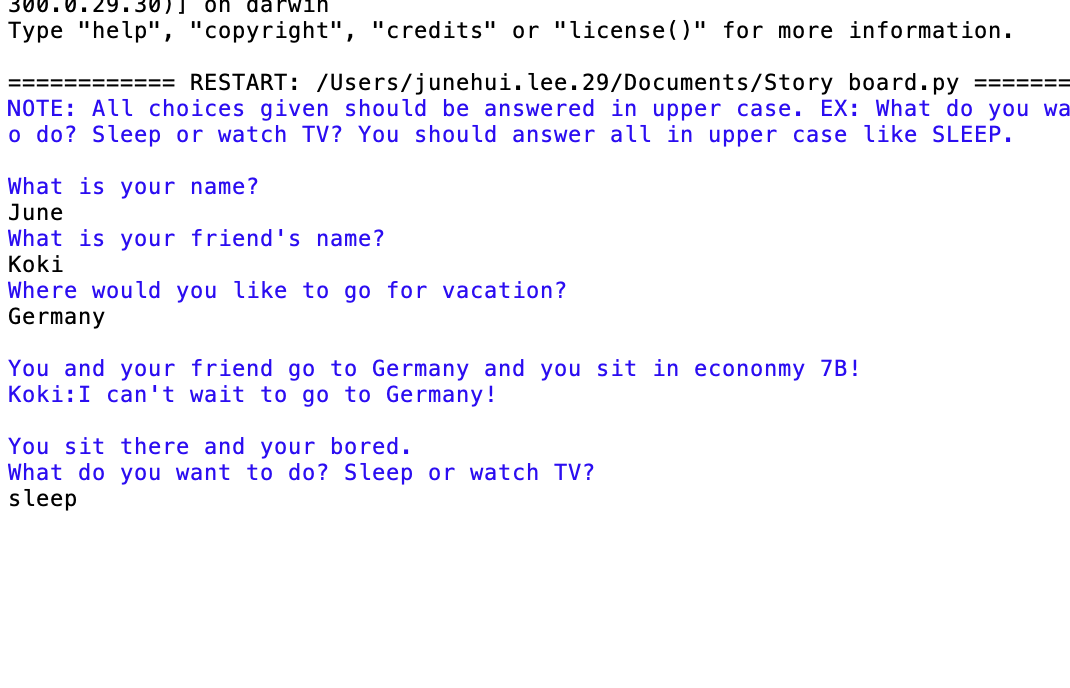 300.0.29.30)] on darwin
Type "help", "copyright", "credits" or "license()" for more information.
============ RESTART: /Users/junehui.lee.29/Documents/Story board.py =======
NOTE: All choices given should be answered in upper case. EX: What do you wa
o do? Sleep or watch TV? You should answer all in upper case like SLEEP.
What is your name?
June
What is your friend's name?
Koki
Where would you like to go for vacation?
Germany
You and your friend go to Germany and you sit in econonmy 7B!
Koki:I can't wait to go to Germany!
You sit there and your bored.
What do you want to do? Sleep or watch TV?
sleep